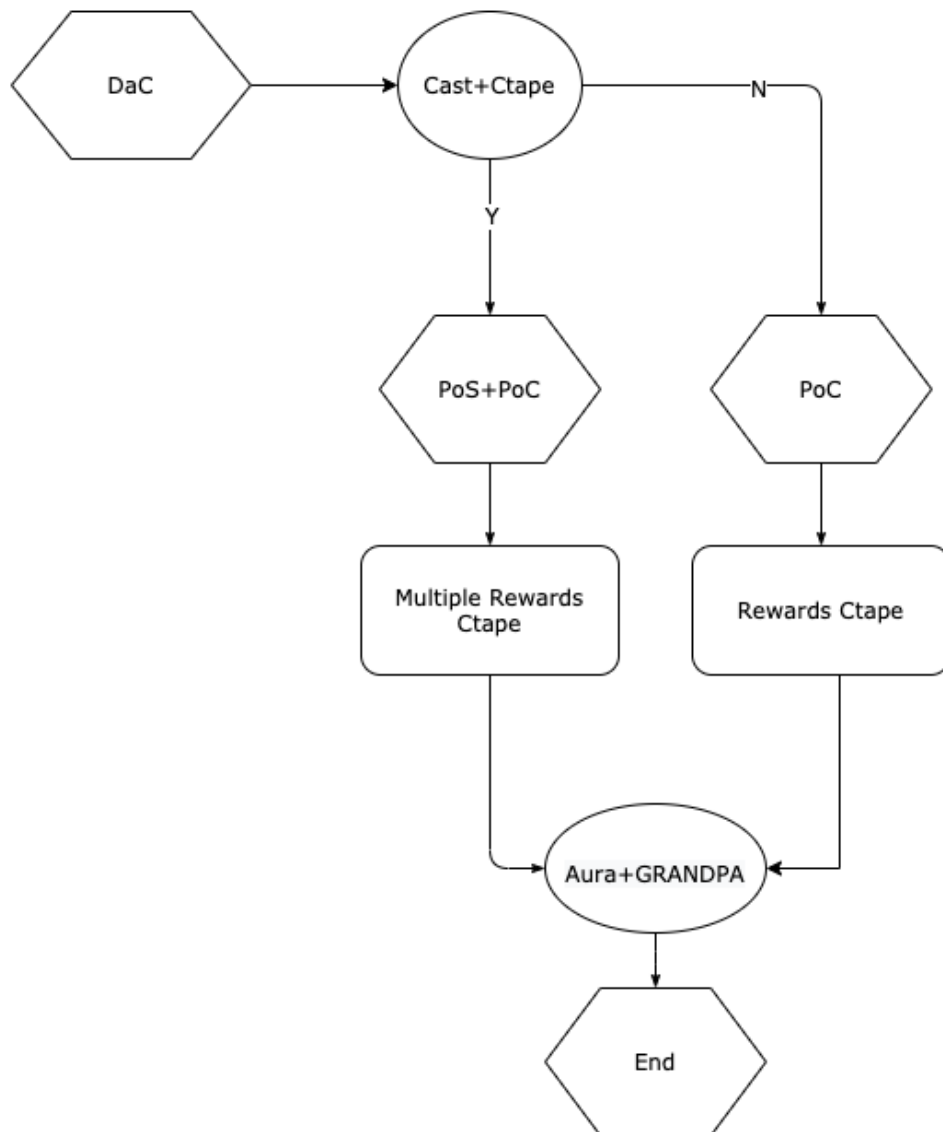 DaC
Cast+Ctape
N
Y
PoS+PoC
PoC
Multiple Rewards
Ctape
Rewards Ctape
Aura+GRANDPA
End